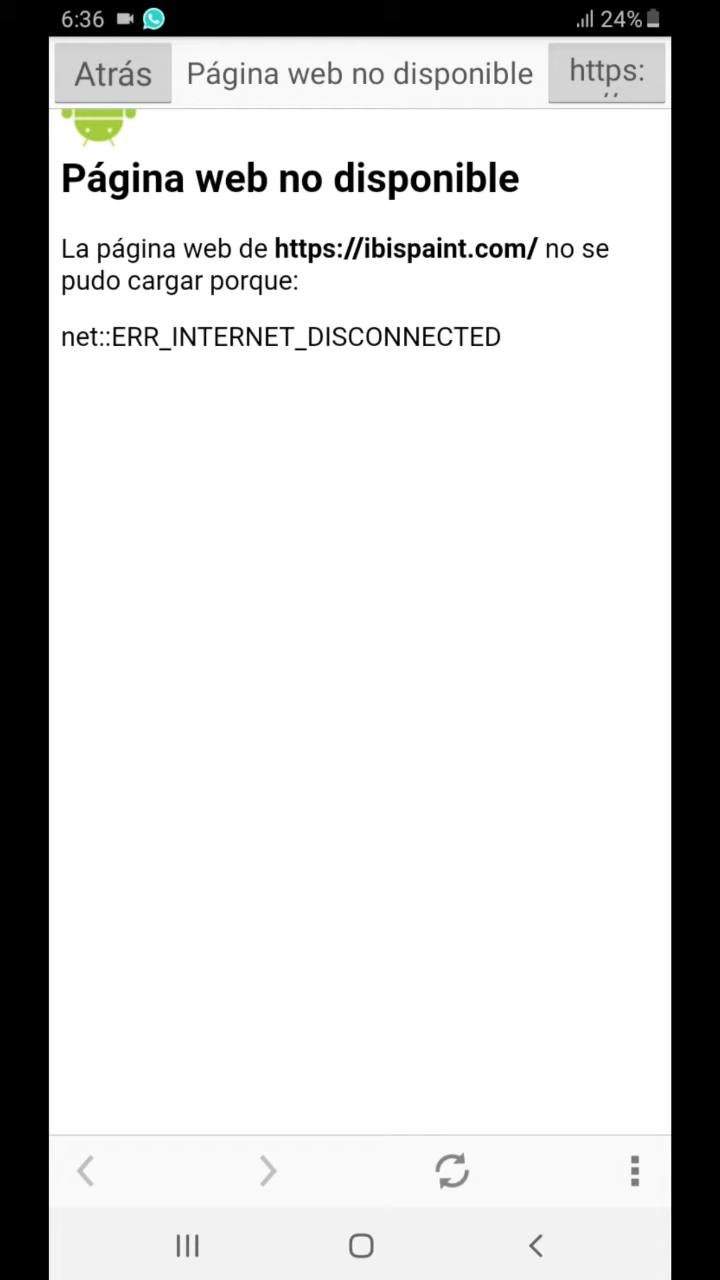 6:36
24%
Atrás
Página web no disponible
https:
//
Página web no disponible
La página web de https://ibispaint.com/ no se
pudo cargar porque:
net::ERR_INTERNET_DISCONNECTED